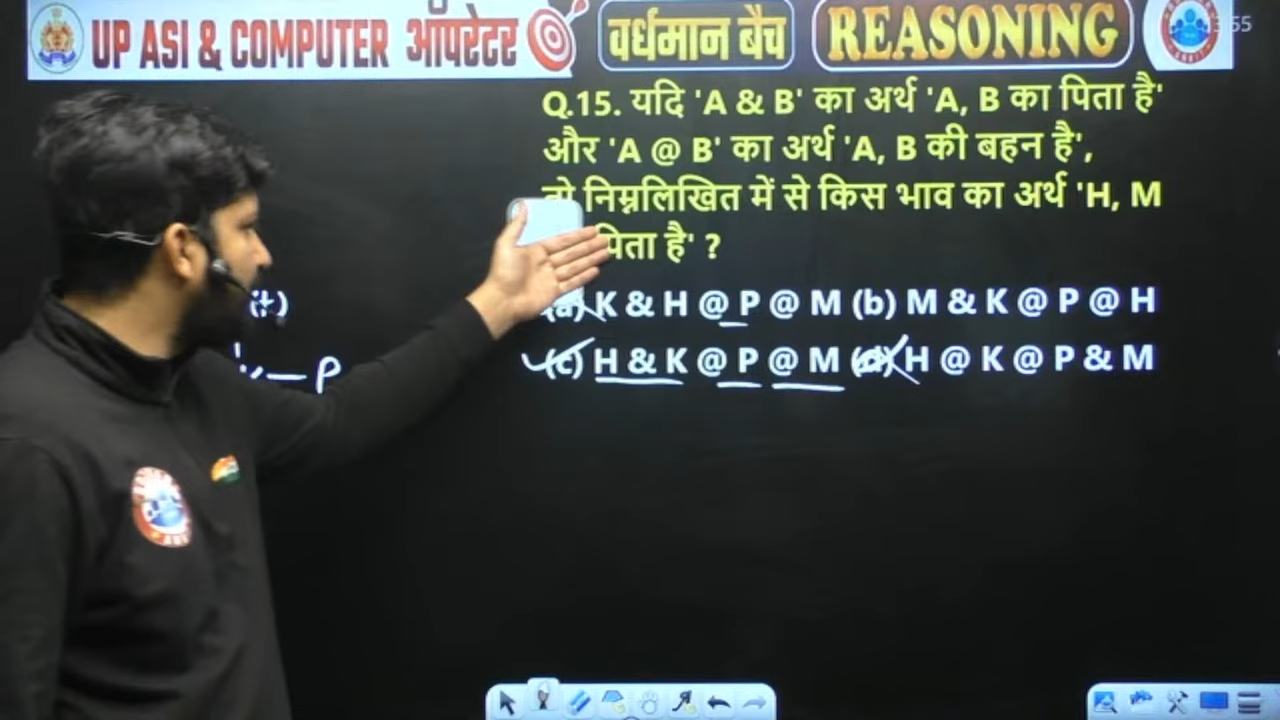 UP ASI & COMPUTER ऑपरेटर
वर्धमान बैच
REASONING
Q.15. यदि 'A & B' का अर्थ 'A, B का पिता है'
और 'A @ B' का अर्थ 'A, B की बहन है',
तो निम्नलिखित में से किस भाव का अर्थ 'H, M
पिता है' ?
(a) K & H @ P @ M (b) M & K @ P @ H
(c) H & K @ P @ M (d) H @ K @ P & M
P